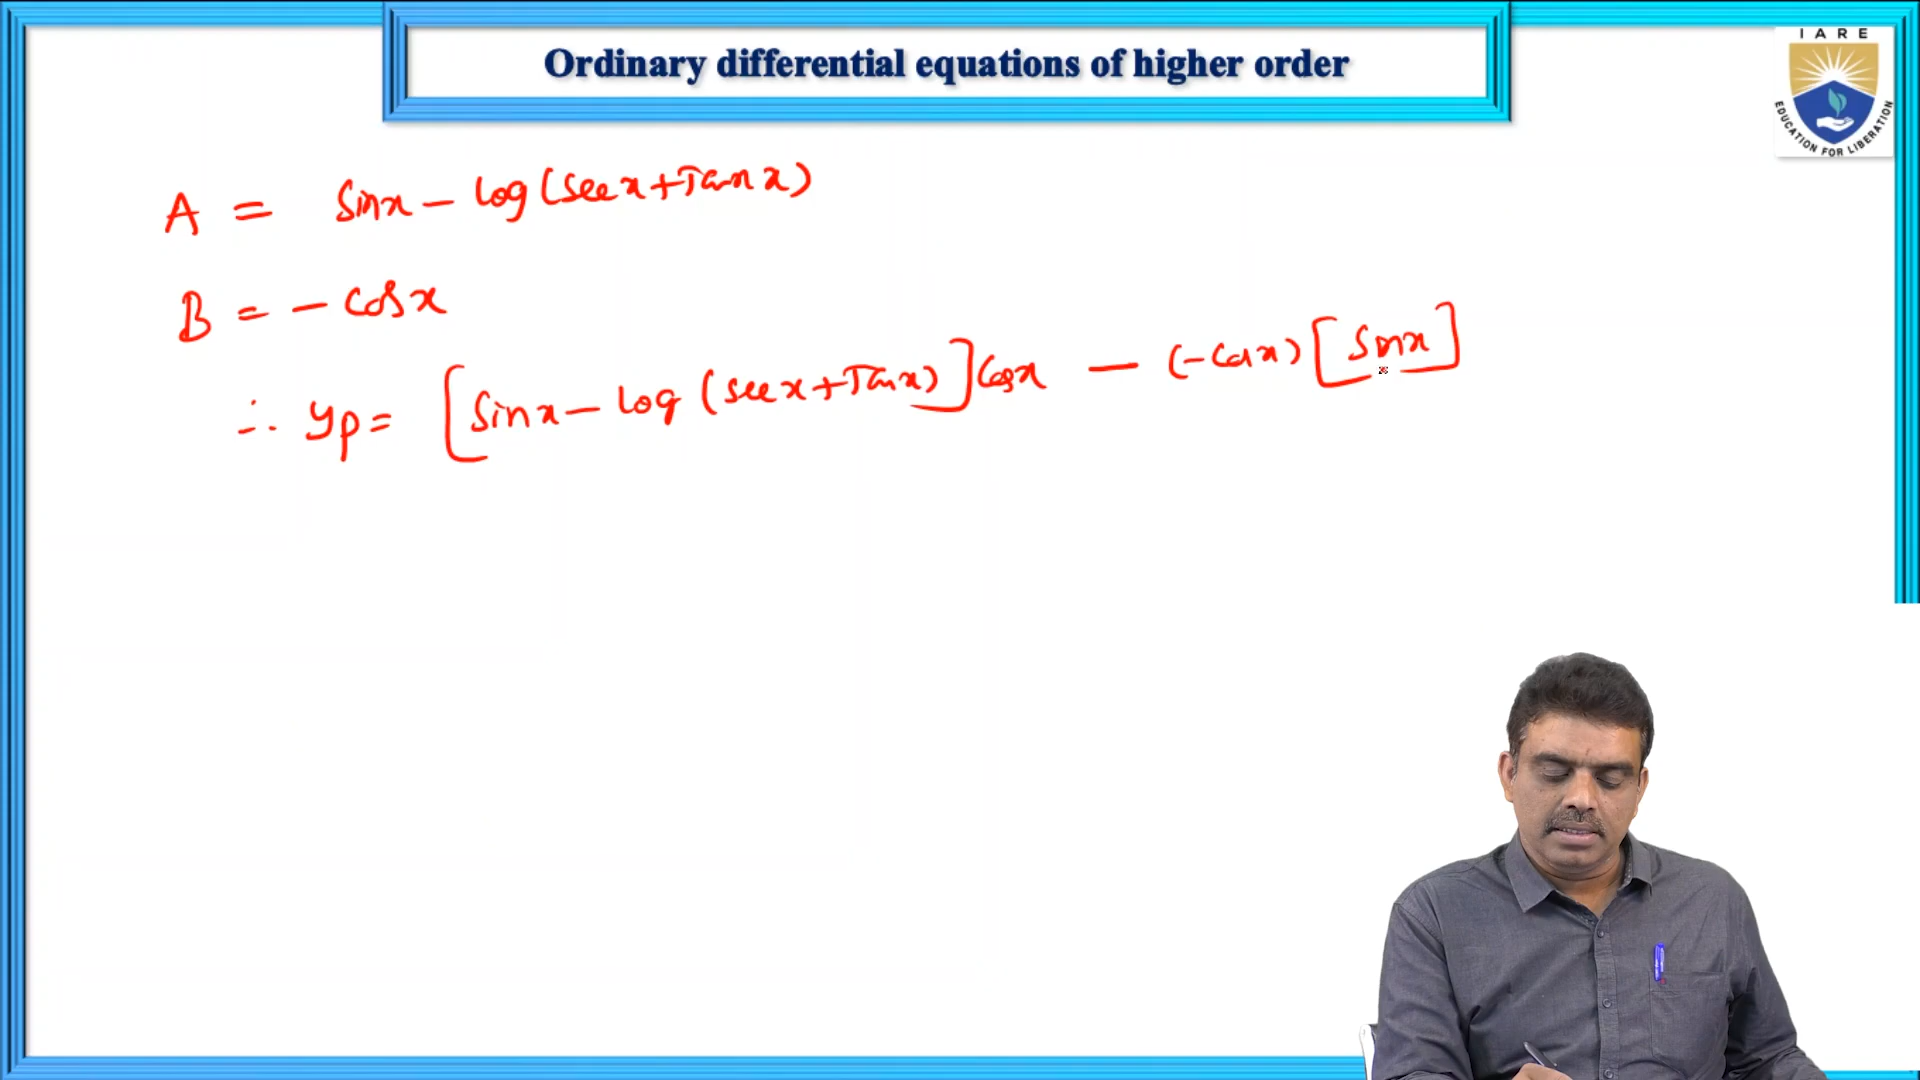 Ordinary differential equations of higher order
IARE
EDUCATION FOR LIBERATION
A = Sinx - log(Secx + Tanx)
B = - Cosx
∴ yp = [Sinx - log(Secx + Tanx)] Cosx - (-Cosx) [Sinx]